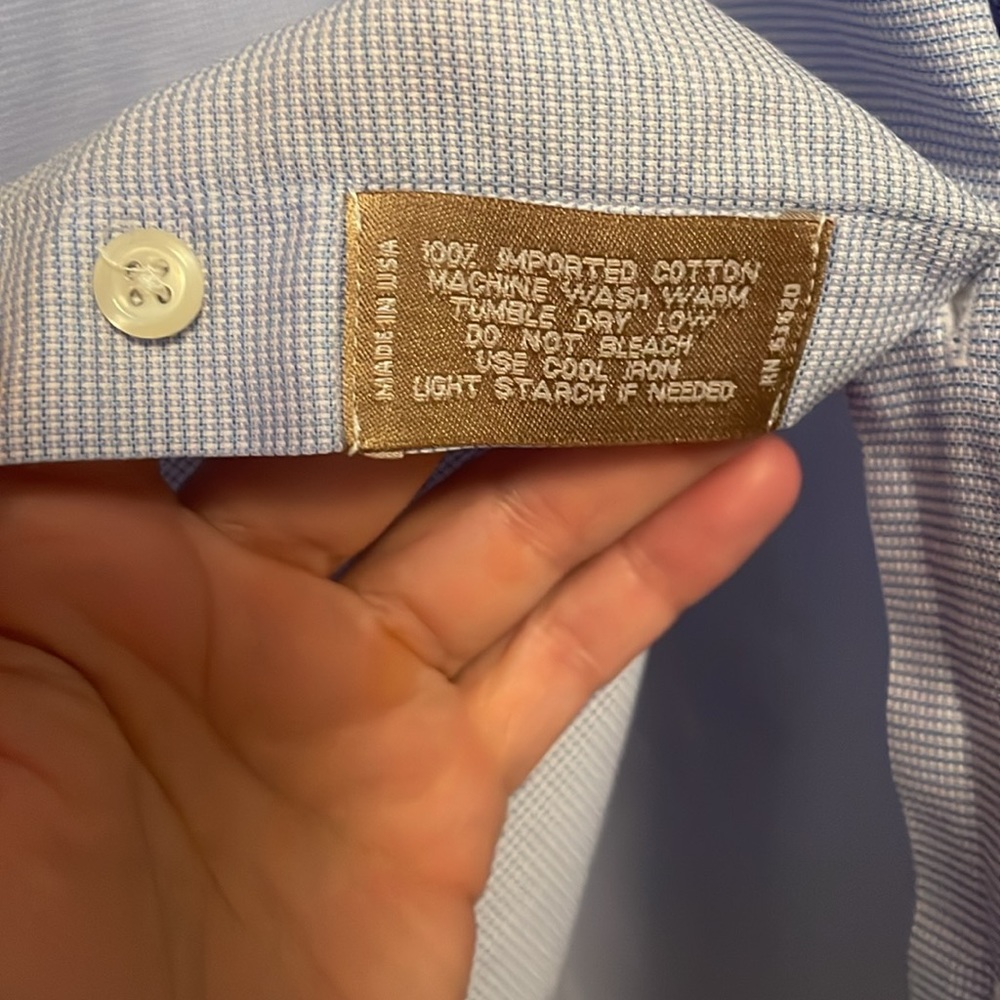 MADE IN USA
100% IMPORTED COTTON
MACHINE WASH WARM
TUMBLE DRY LOW
DO NOT BLEACH
USE COOL IRON
LIGHT STARCH IF NEEDED
RN